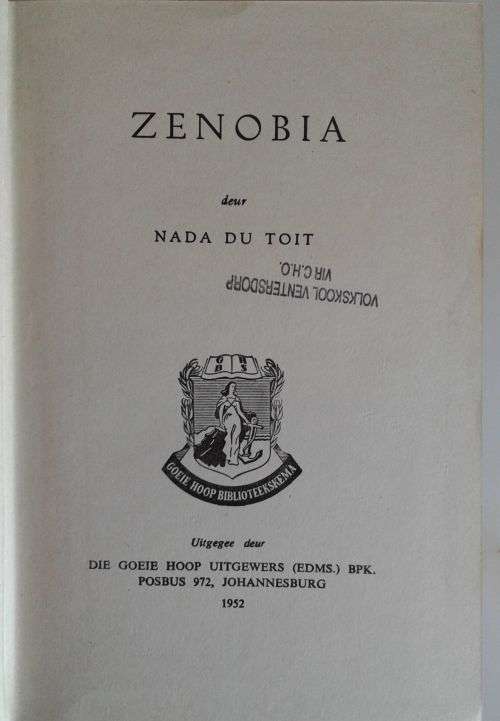 ZENOBIA
deur
NADA DU TOIT
VOLKSKOOL VENTERSDORP
VIR C.H.O.
G H
B S
GOEIE HOOP BIBLIOTEEKSKEMA
Uitgegee deur
DIE GOEIE HOOP UITGEWERS (EDMS.) BPK.
POSBUS 972, JOHANNESBURG
1952